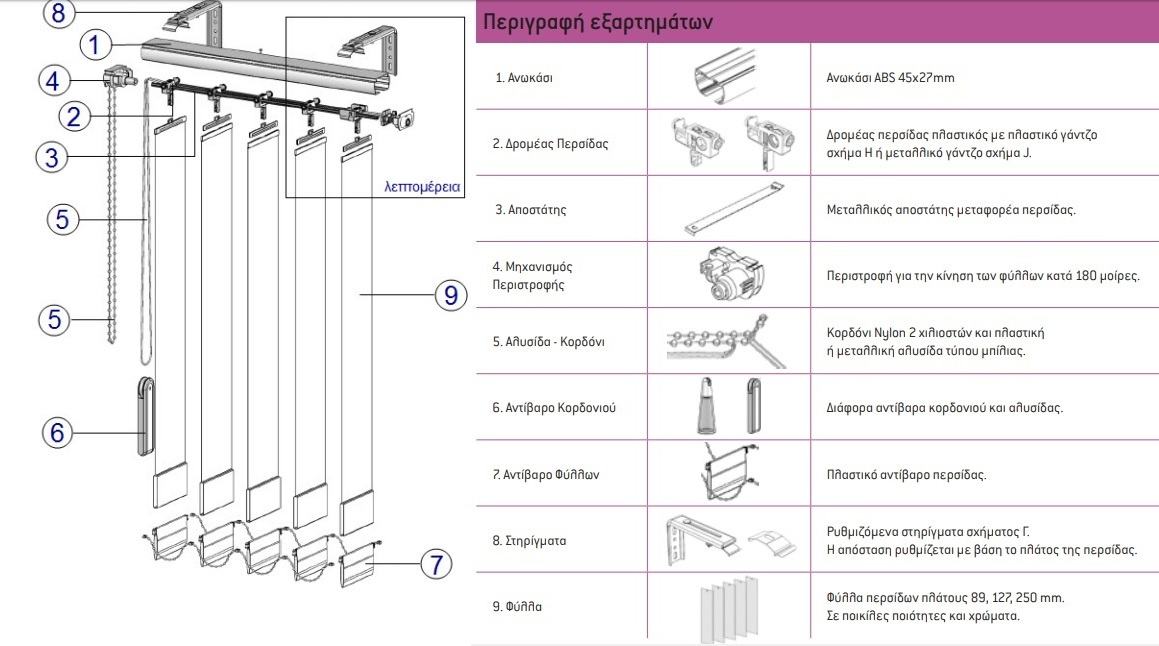 8
1
4
2
3
5
5
6
9
7
λεπτομέρεια
Περιγραφή εξαρτημάτων
1. Ανωκάσι
Ανωκάσι ABS 45x27mm
2. Δρομέας Περσίδας
Δρομέας περσίδας πλαστικός με πλαστικό γάντζο
σχήμα Η ή μεταλλικό γάντζο σχήμα J.
3. Αποστάτης
Μεταλλικός αποστάτης μεταφορέα περσίδας.
4. Μηχανισμός
Περιστροφής
Περιστροφή για την κίνηση των φύλλων κατά 180 μοίρες.
5. Αλυσίδα - Κορδόνι
Κορδόνι Nylon 2 χιλιοστών και πλαστική
ή μεταλλική αλυσίδα τύπου μπίλιας.
6. Αντίβαρο Κορδονιού
Διάφορα αντίβαρα κορδονιού και αλυσίδας.
7. Αντίβαρο Φύλλων
Πλαστικό αντίβαρο περσίδας.
8. Στηρίγματα
Ρυθμιζόμενα στηρίγματα σχήματος Γ.
Η απόσταση ρυθμίζεται με βάση το πλάτος της περσίδας.
9. Φύλλα
Φύλλα περσίδων πλάτους 89, 127, 250 mm.
Σε ποικίλες ποιότητες και χρώματα.